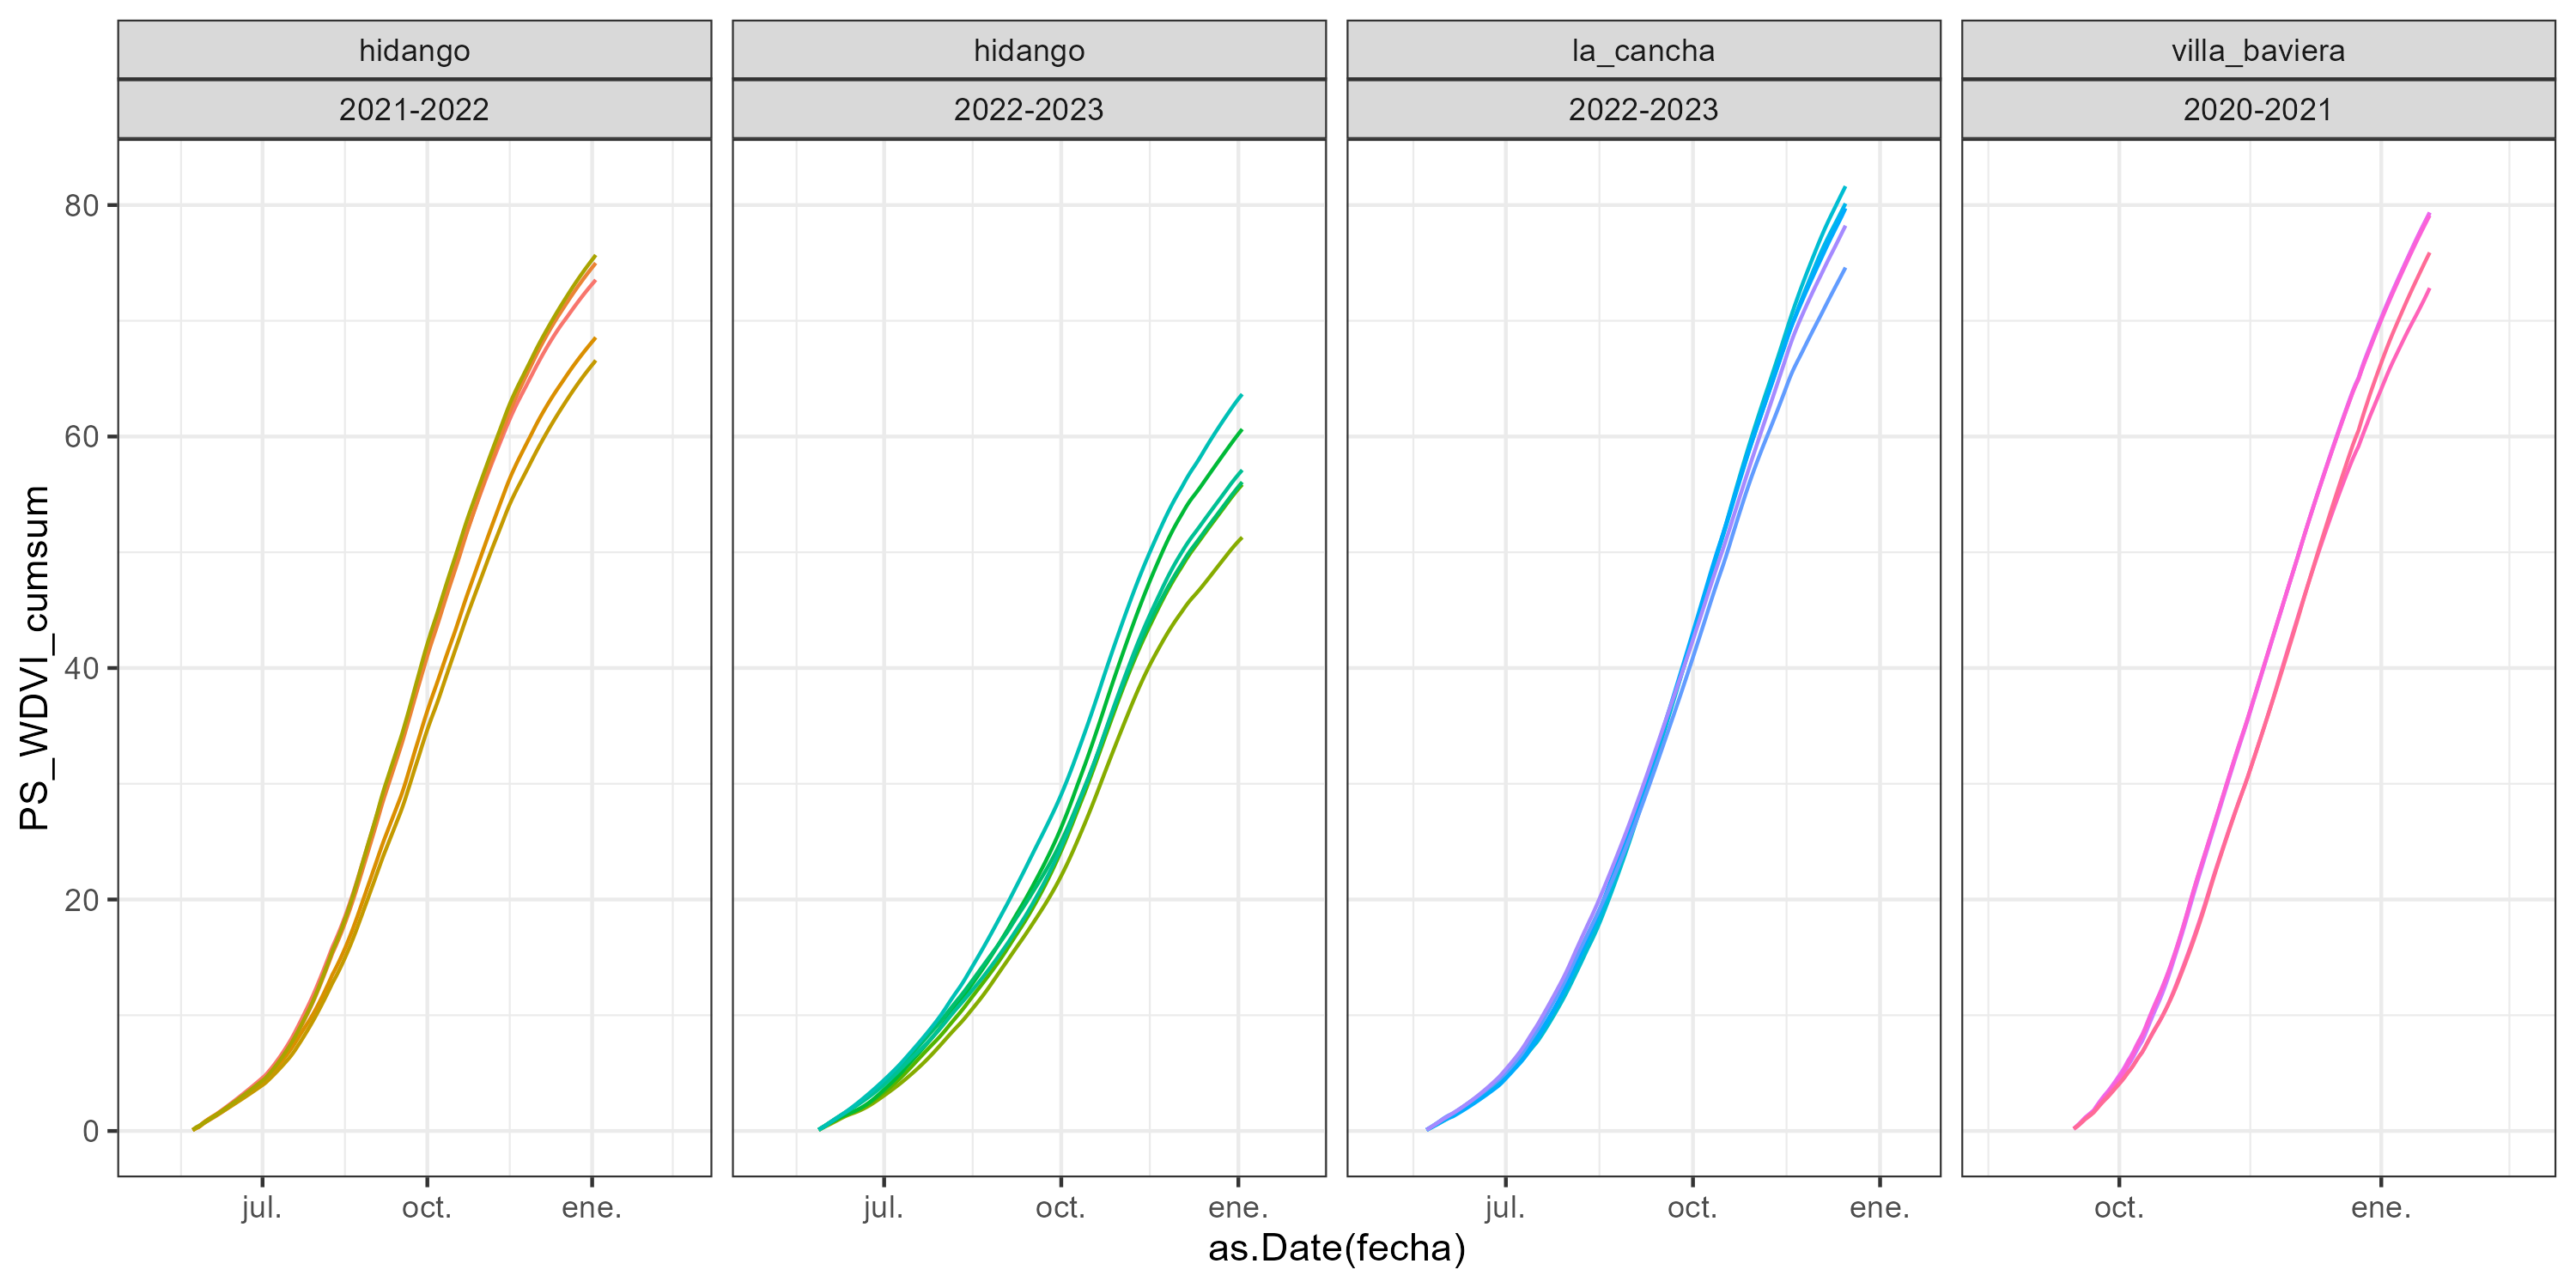 hidango hidango la_cancha villa_baviera
2021-2022 2022-2023 2022-2023 2020-2021
80
60
40
20
0
PS_WDVI_cumsum
jul. oct. ene. jul. oct. ene. jul. oct. ene. oct. ene.
as.Date(fecha)